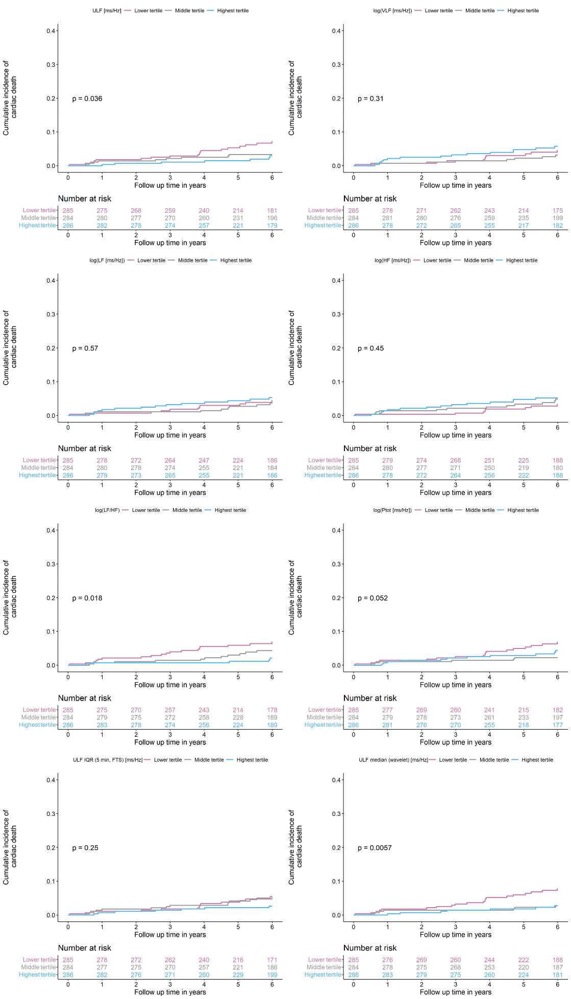 ULF [ms/Hz] Lower tertile Middle tertile Highest tertile
Cumulative incidence of
cardiac death
0.4
0.3
0.2
0.1
0.0
p = 0.036
0 1 2 3 4 5 6
Follow up time in years
Number at risk
Lower tertile 285 275 268 259 240 214 181
Middle tertile 284 280 277 270 260 231 196
Highest tertile 286 282 278 274 257 221 179
0 1 2 3 4 5 6
Follow up time in years
log(VLF [ms/Hz]) Lower tertile Middle tertile Highest tertile
Cumulative incidence of
cardiac death
0.4
0.3
0.2
0.1
0.0
p = 0.31
0 1 2 3 4 5 6
Follow up time in years
Number at risk
Lower tertile 285 278 271 262 243 214 175
Middle tertile 284 281 280 276 259 235 199
Highest tertile 286 278 272 265 255 217 182
0 1 2 3 4 5 6
Follow up time in years
log(LF [ms/Hz]) Lower tertile Middle tertile Highest tertile
Cumulative incidence of
cardiac death
0.4
0.3
0.2
0.1
0.0
p = 0.57
0 1 2 3 4 5 6
Follow up time in years
Number at risk
Lower tertile 285 278 272 264 247 224 186
Middle tertile 284 280 278 274 255 221 184
Highest tertile 286 279 273 265 255 221 186
0 1 2 3 4 5 6
Follow up time in years
log(HF [ms/Hz]) Lower tertile Middle tertile Highest tertile
Cumulative incidence of
cardiac death
0.4
0.3
0.2
0.1
0.0
p = 0.45
0 1 2 3 4 5 6
Follow up time in years
Number at risk
Lower tertile 285 279 274 268 251 225 188
Middle tertile 284 280 277 271 250 219 180
Highest tertile 286 278 272 264 256 222 188
0 1 2 3 4 5 6
Follow up time in years
log(LF/HF) Lower tertile Middle tertile Highest tertile
Cumulative incidence of
cardiac death
0.4
0.3
0.2
0.1
0.0
p = 0.018
0 1 2 3 4 5 6
Follow up time in years
Number at risk
Lower tertile 285 275 270 257 243 214 178
Middle tertile 284 279 275 272 258 228 189
Highest tertile 286 283 278 274 256 224 189
0 1 2 3 4 5 6
Follow up time in years
log(Ptot [ms/Hz]) Lower tertile Middle tertile Highest tertile
Cumulative incidence of
cardiac death
0.4
0.3
0.2
0.1
0.0
p = 0.052
0 1 2 3 4 5 6
Follow up time in years
Number at risk
Lower tertile 285 277 269 260 241 215 182
Middle tertile 284 279 278 273 261 233 197
Highest tertile 286 281 276 270 255 218 177
0 1 2 3 4 5 6
Follow up time in years
ULF IQR (5 min, FTS) [ms/Hz] Lower tertile Middle tertile Highest tertile
Cumulative incidence of
cardiac death
0.4
0.3
0.2
0.1
0.0
p = 0.25
0 1 2 3 4 5 6
Follow up time in years
Number at risk
Lower tertile 285 278 272 262 240 216 171
Middle tertile 284 277 275 270 257 221 186
Highest tertile 286 282 276 271 260 229 199
0 1 2 3 4 5 6
Follow up time in years
ULF median (wavelet) [ms/Hz] Lower tertile Middle tertile Highest tertile
Cumulative incidence of
cardiac death
0.4
0.3
0.2
0.1
0.0
p = 0.0057
0 1 2 3 4 5 6
Follow up time in years
Number at risk
Lower tertile 285 276 269 260 244 222 188
Middle tertile 284 278 275 268 253 220 187
Highest tertile 286 283 279 275 260 224 181
0 1 2 3 4 5 6
Follow up time in years